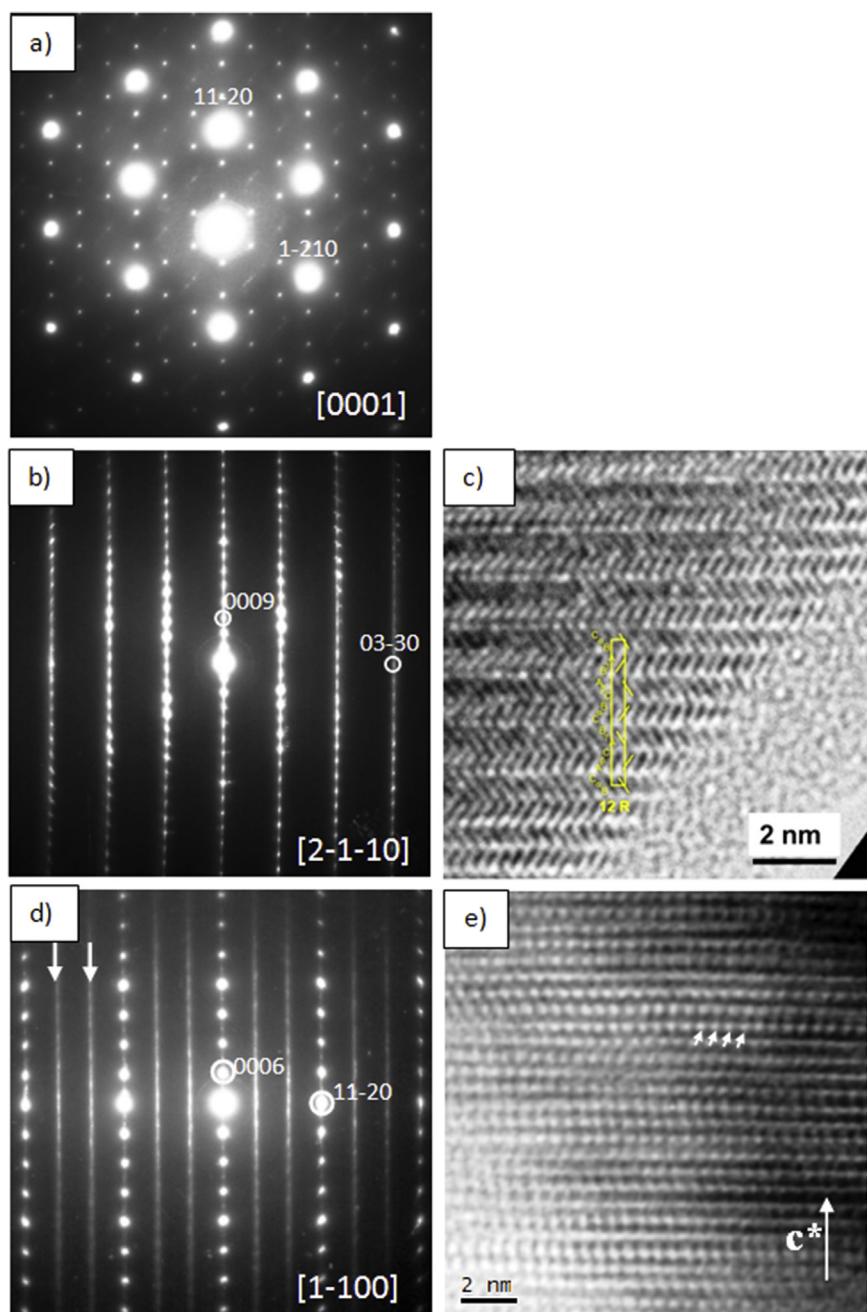 a)
11-20
1-210
[0001]
b)
0009
03-30
[2-1-10]
c)
12 R
2 nm
d)
0006
11-20
[1-100]
e)
c*
2 nm